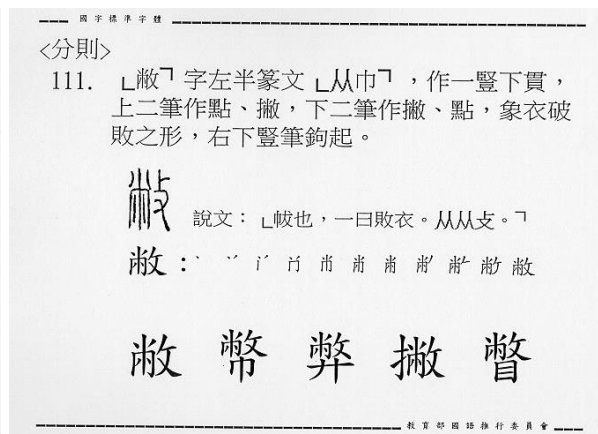 國字標準字體
<分則>
111. 「敝」字左半篆文「从巾」,作一豎下貫,
上二筆作點、撇,下二筆作撇、點,象衣破
敗之形,右下豎筆鉤起。
說文:「帗也,一曰敗衣。从从攴。」
敝: 敝
敝 幣 弊 撇 瞥
教育部國語推行委員會